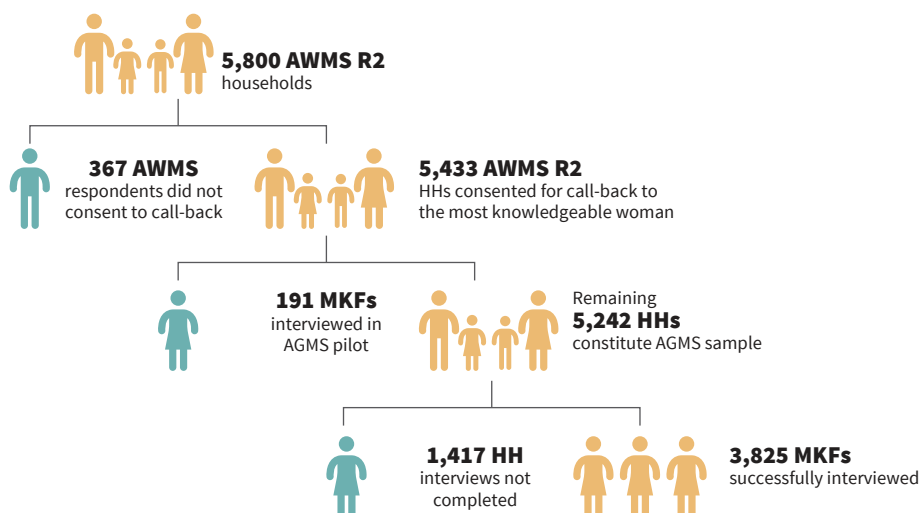 5,800 AWMS R2
households
367 AWMS
respondents did not
consent to call-back
5,433 AWMS R2
HHs consented for call-back to
the most knowledgeable woman
191 MKFs
interviewed in
AGMS pilot
Remaining
5,242 HHs
constitute AGMS sample
1,417 HH
interviews not
completed
3,825 MKFs
successfully interviewed